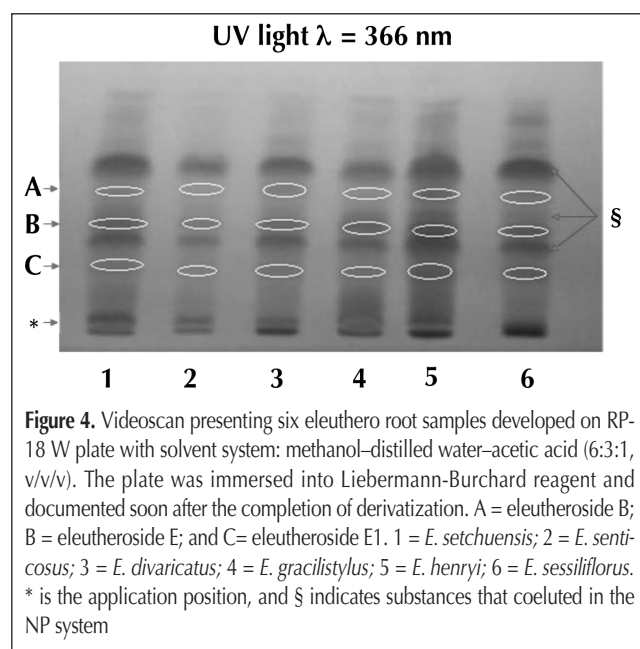 UV light λ = 366 nm
A
B
C
*
§
1 2 3 4 5 6
Figure 4. Videoscan presenting six eleuthero root samples developed on RP-
18 W plate with solvent system: methanol–distilled water–acetic acid (6:3:1,
v/v/v). The plate was immersed into Liebermann-Burchard reagent and
documented soon after the completion of derivatization. A = eleutheroside B;
B = eleutheroside E; and C= eleutheroside E1. 1 = E. setchuensis; 2 = E. senti-
cosus; 3 = E. divaricatus; 4 = E. gracilistylus; 5 = E. henryi; 6 = E. sessiliflorus.
* is the application position, and § indicates substances that coeluted in the
NP system